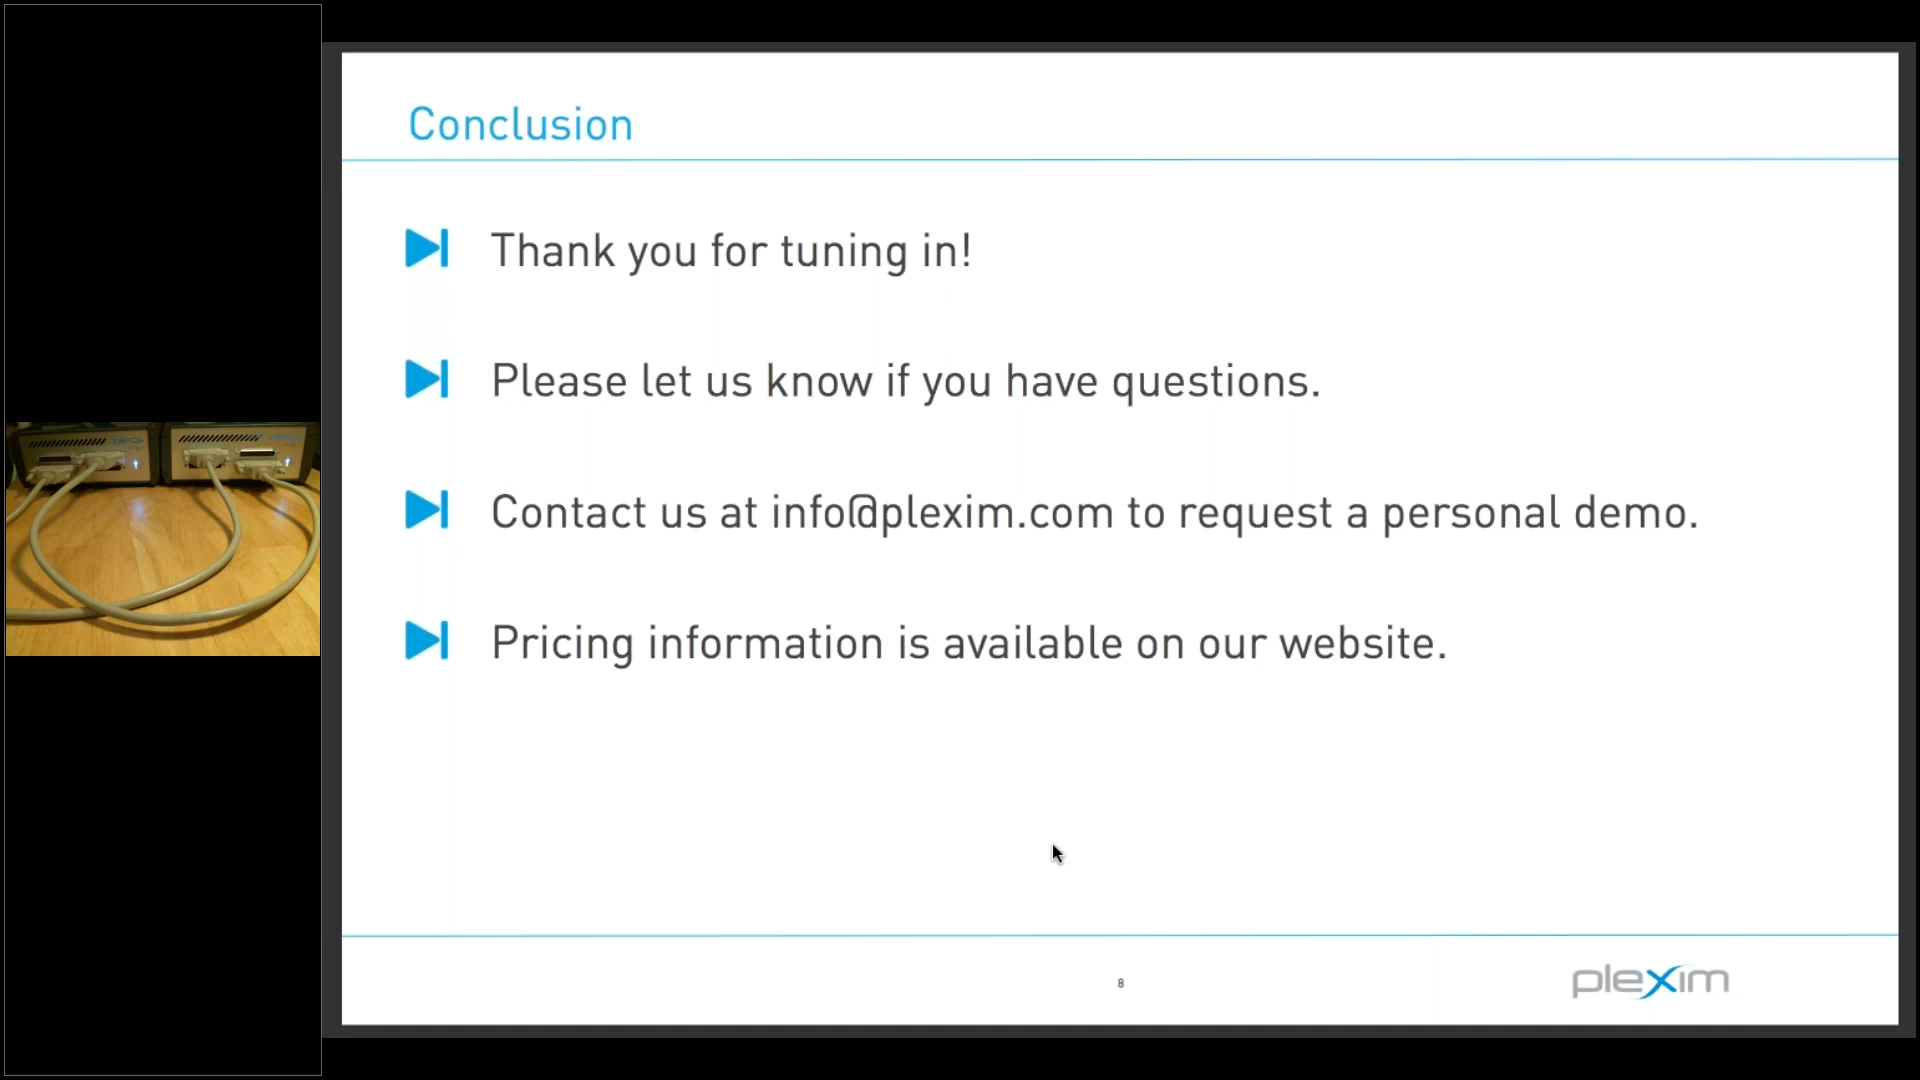 Conclusion
Thank you for tuning in!
Please let us know if you have questions.
Contact us at info@plexim.com to request a personal demo.
Pricing information is available on our website.
8
plexim